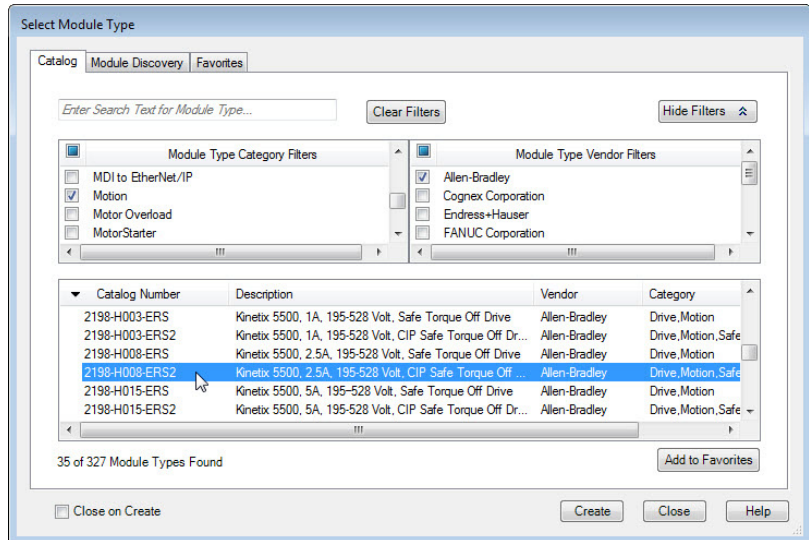 Select Module Type
Catalog Module Discovery Favorites
Enter Search Text for Module Type... Clear Filters Hide Filters
Module Type Category Filters Module Type Vendor Filters
MDI to EtherNet/IP Allen-Bradley
Motion Cognex Corporation
Motor Overload Endress+Hauser
MotorStarter FANUC Corporation
Catalog Number Description Vendor Category
2198-H003-ERS Kinetix 5500, 1A, 195-528 Volt, Safe Torque Off Drive Allen-Bradley Drive,Motion
2198-H003-ERS2 Kinetix 5500, 1A, 195-528 Volt, CIP Safe Torque Off Dr... Allen-Bradley Drive,Motion,Safe
2198-H008-ERS Kinetix 5500, 2.5A, 195-528 Volt, Safe Torque Off Drive Allen-Bradley Drive,Motion
2198-H008-ERS2 Kinetix 5500, 2.5A, 195-528 Volt, CIP Safe Torque Off ... Allen-Bradley Drive,Motion,Safe
2198-H015-ERS Kinetix 5500, 5A, 195-528 Volt, Safe Torque Off Drive Allen-Bradley Drive,Motion
2198-H015-ERS2 Kinetix 5500, 5A, 195-528 Volt, CIP Safe Torque Off Dr... Allen-Bradley Drive,Motion,Safe
35 of 327 Module Types Found Add to Favorites
Close on Create Create Close Help